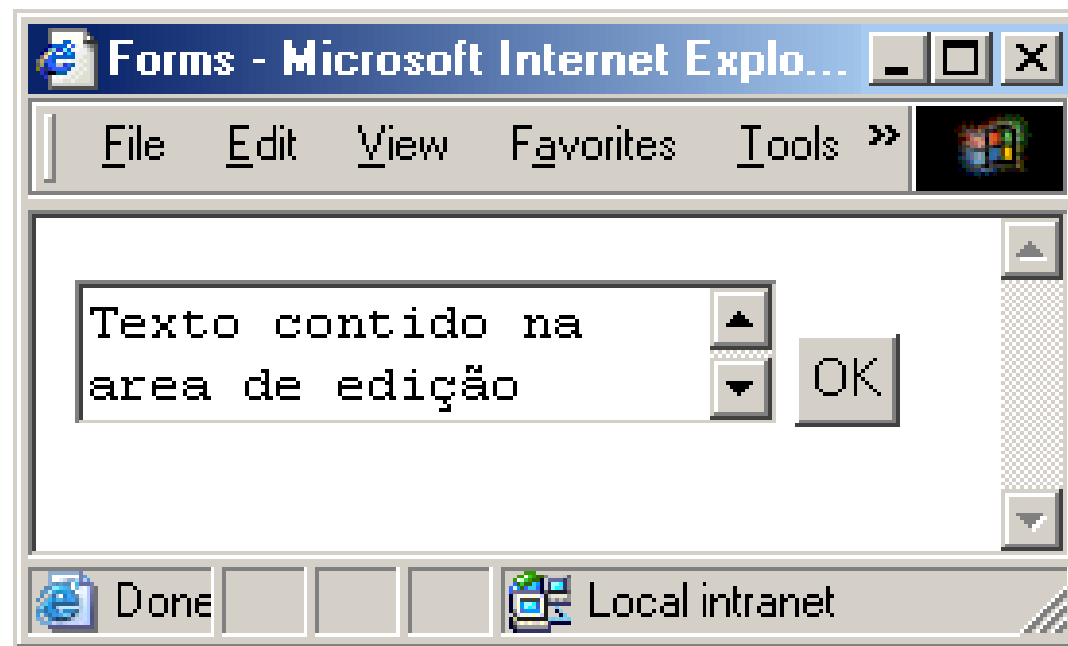 Forms - Microsoft Internet Explo...
File Edit View Favorites Tools »
Texto contido na
area de edição
OK
Done Local intranet